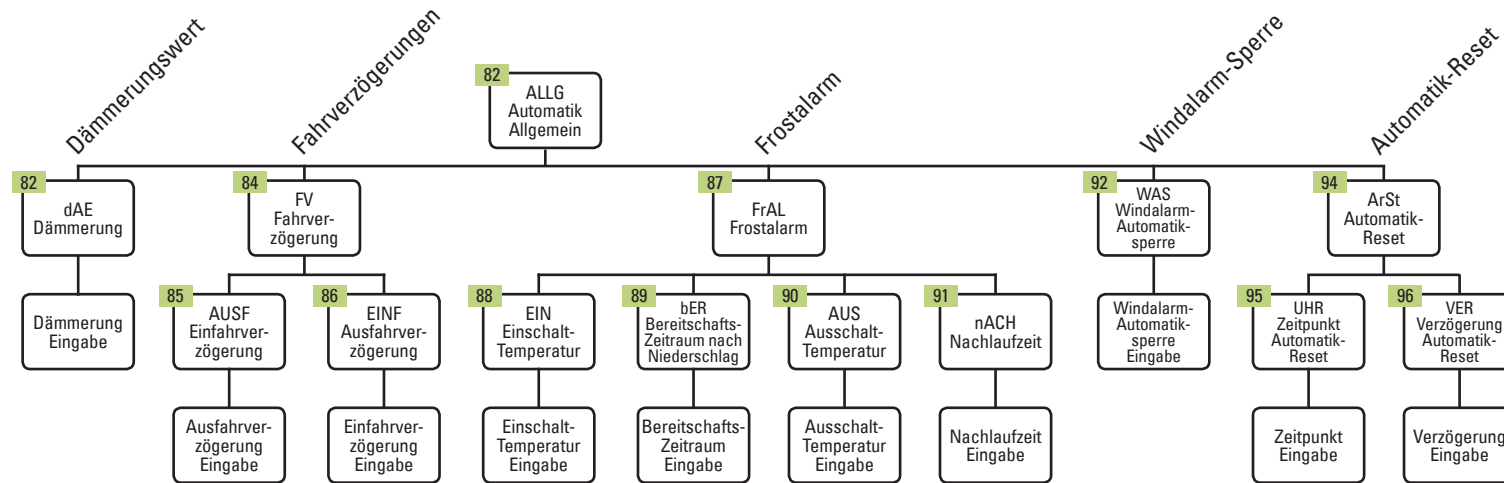 Dämmerungswert
Fahrverzögerungen
Frostalarm
Windalarm-Sperre
Automatik-Reset
82
ALLG
Automatik
Allgemein
82
dAE
Dämmerung
84
FV
Fahrver-
zögerung
87
FrAL
Frostalarm
92
WAS
Windalarm-
Automatik-
sperre
94
ArSt
Automatik-
Reset
Dämmerung
Eingabe
85
AUSF
Einfahrver-
zögerung
86
EINF
Ausfahrver-
zögerung
88
EIN
Einschalt-
Temperatur
89
bER
Bereitschafts-
Zeitraum nach
Niederschlag
90
AUS
Ausschalt-
Temperatur
91
nACH
Nachlaufzeit
Windalarm-
Automatik-
sperre
Eingabe
95
UHR
Zeitpunkt
Automatik-
Reset
96
VER
Verzögerung
Automatik-
Reset
Ausfahrver-
zögerung
Eingabe
Einfahrver-
zögerung
Eingabe
Einschalt-
Temperatur
Eingabe
Bereitschafts-
Zeitraum
Eingabe
Ausschalt-
Temperatur
Eingabe
Nachlaufzeit
Eingabe
Zeitpunkt
Eingabe
Verzögerung
Eingabe